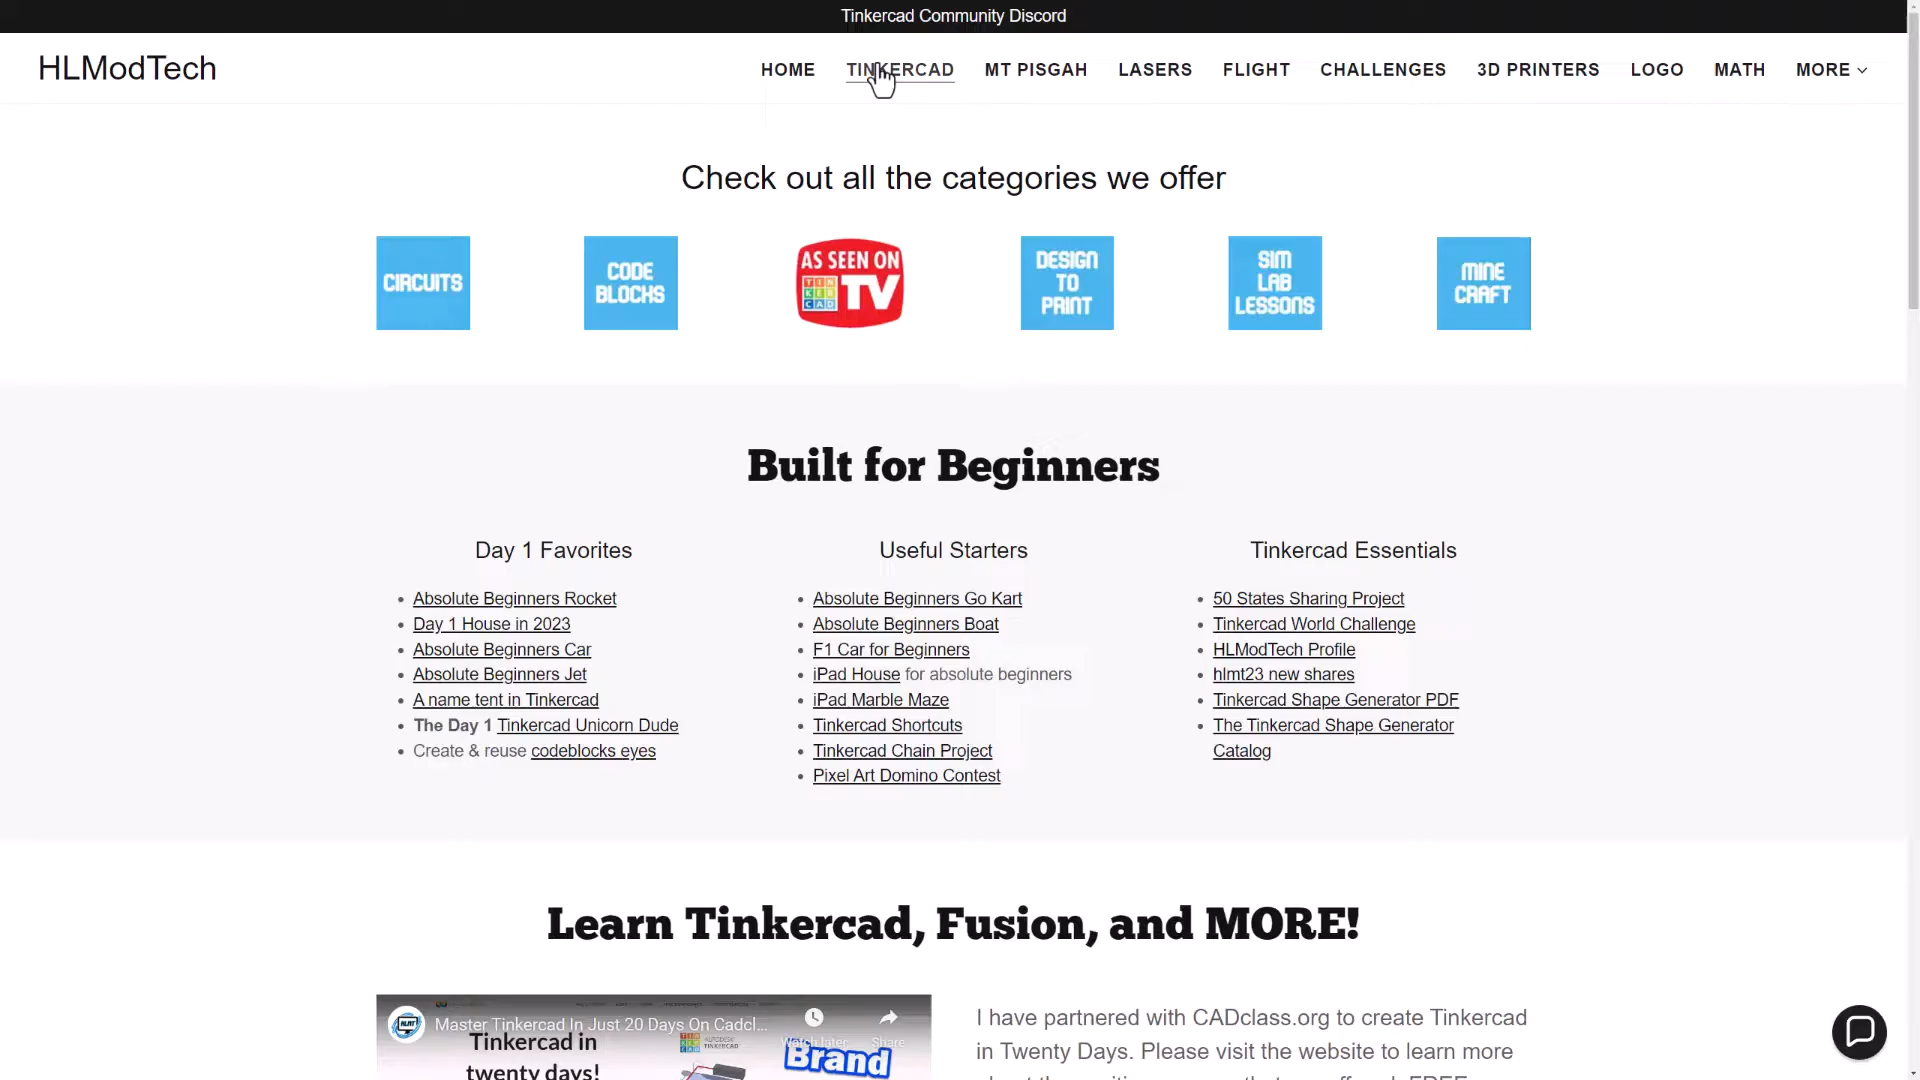 Tinkercad Community Discord
HLModTech
HOME
TINKERCAD
MT PISGAH
LASERS
FLIGHT
CHALLENGES
3D PRINTERS
LOGO
MATH
MORE
Check out all the categories we offer
CIRCUITS
CODE
BLOCKS
AS SEEN ON
TIN
KER
CAD
TV
DESIGN
TO
PRINT
SIM
LAB
LESSONS
MINE
CRAFT
Built for Beginners
Day 1 Favorites
Absolute Beginners Rocket
Day 1 House in 2023
Absolute Beginners Car
Absolute Beginners Jet
A name tent in Tinkercad
The Day 1 Tinkercad Unicorn Dude
Create & reuse codeblocks eyes
Useful Starters
Absolute Beginners Go Kart
Absolute Beginners Boat
F1 Car for Beginners
iPad House for absolute beginners
iPad Marble Maze
Tinkercad Shortcuts
Tinkercad Chain Project
Pixel Art Domino Contest
Tinkercad Essentials
50 States Sharing Project
Tinkercad World Challenge
HLModTech Profile
hlmt23 new shares
Tinkercad Shape Generator PDF
The Tinkercad Shape Generator
Catalog
Learn Tinkercad, Fusion, and MORE!
HLMT
Master Tinkercad In Just 20 Days On Cadcl...
Watch later
Share
Tinkercad in
twenty days!
AUTODESK
TINKERCAD
Brand
I have partnered with CADclass.org to create Tinkercad
in Twenty Days. Please visit the website to learn more